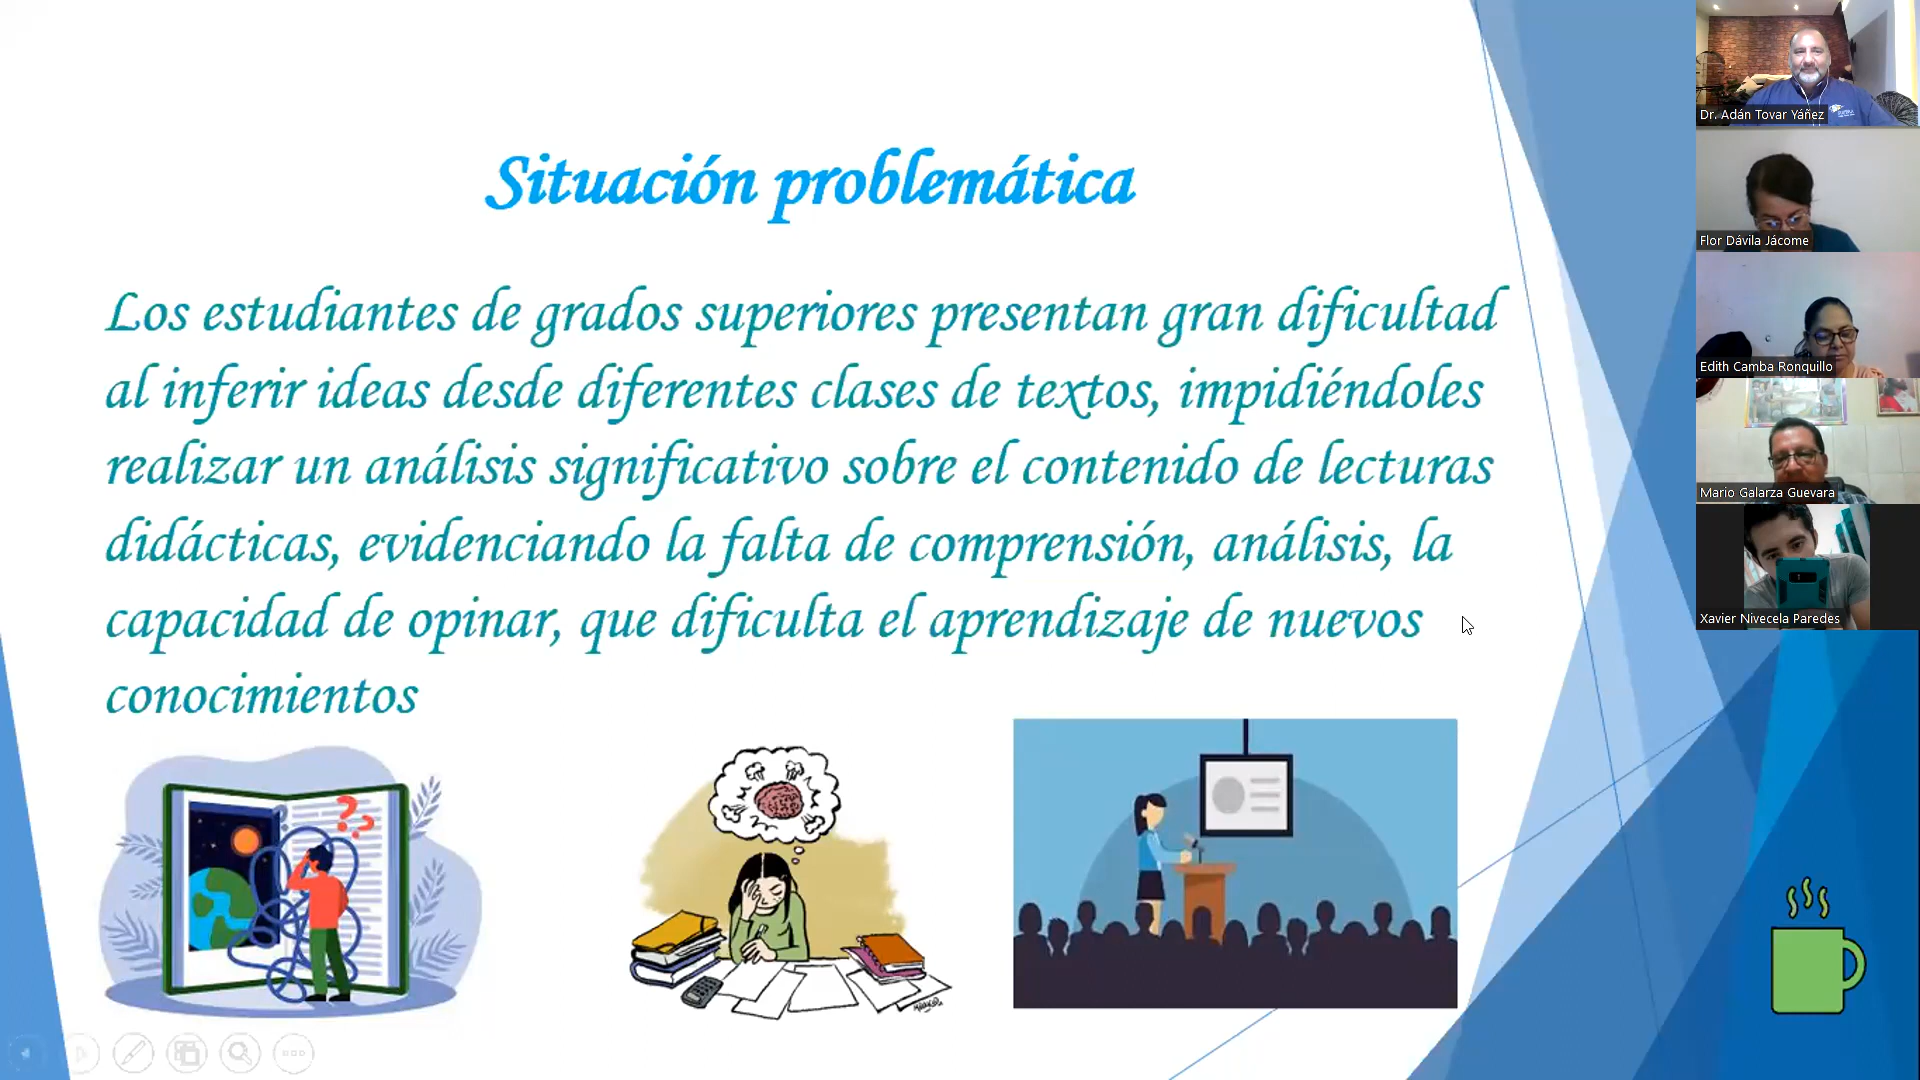 Situación problemática
Los estudiantes de grados superiores presentan gran dificultad
al inferir ideas desde diferentes clases de textos, impidiéndoles
realizar un análisis significativo sobre el contenido de lecturas
didácticas, evidenciando la falta de comprensión, análisis, la
capacidad de opinar, que dificulta el aprendizaje de nuevos
conocimientos
? ?
Dr. Adán Tovar Yáñez
Flor Dávila Jácome
Edith Camba Ronquillo
Mario Galarza Guevara
Xavier Nivecela Paredes